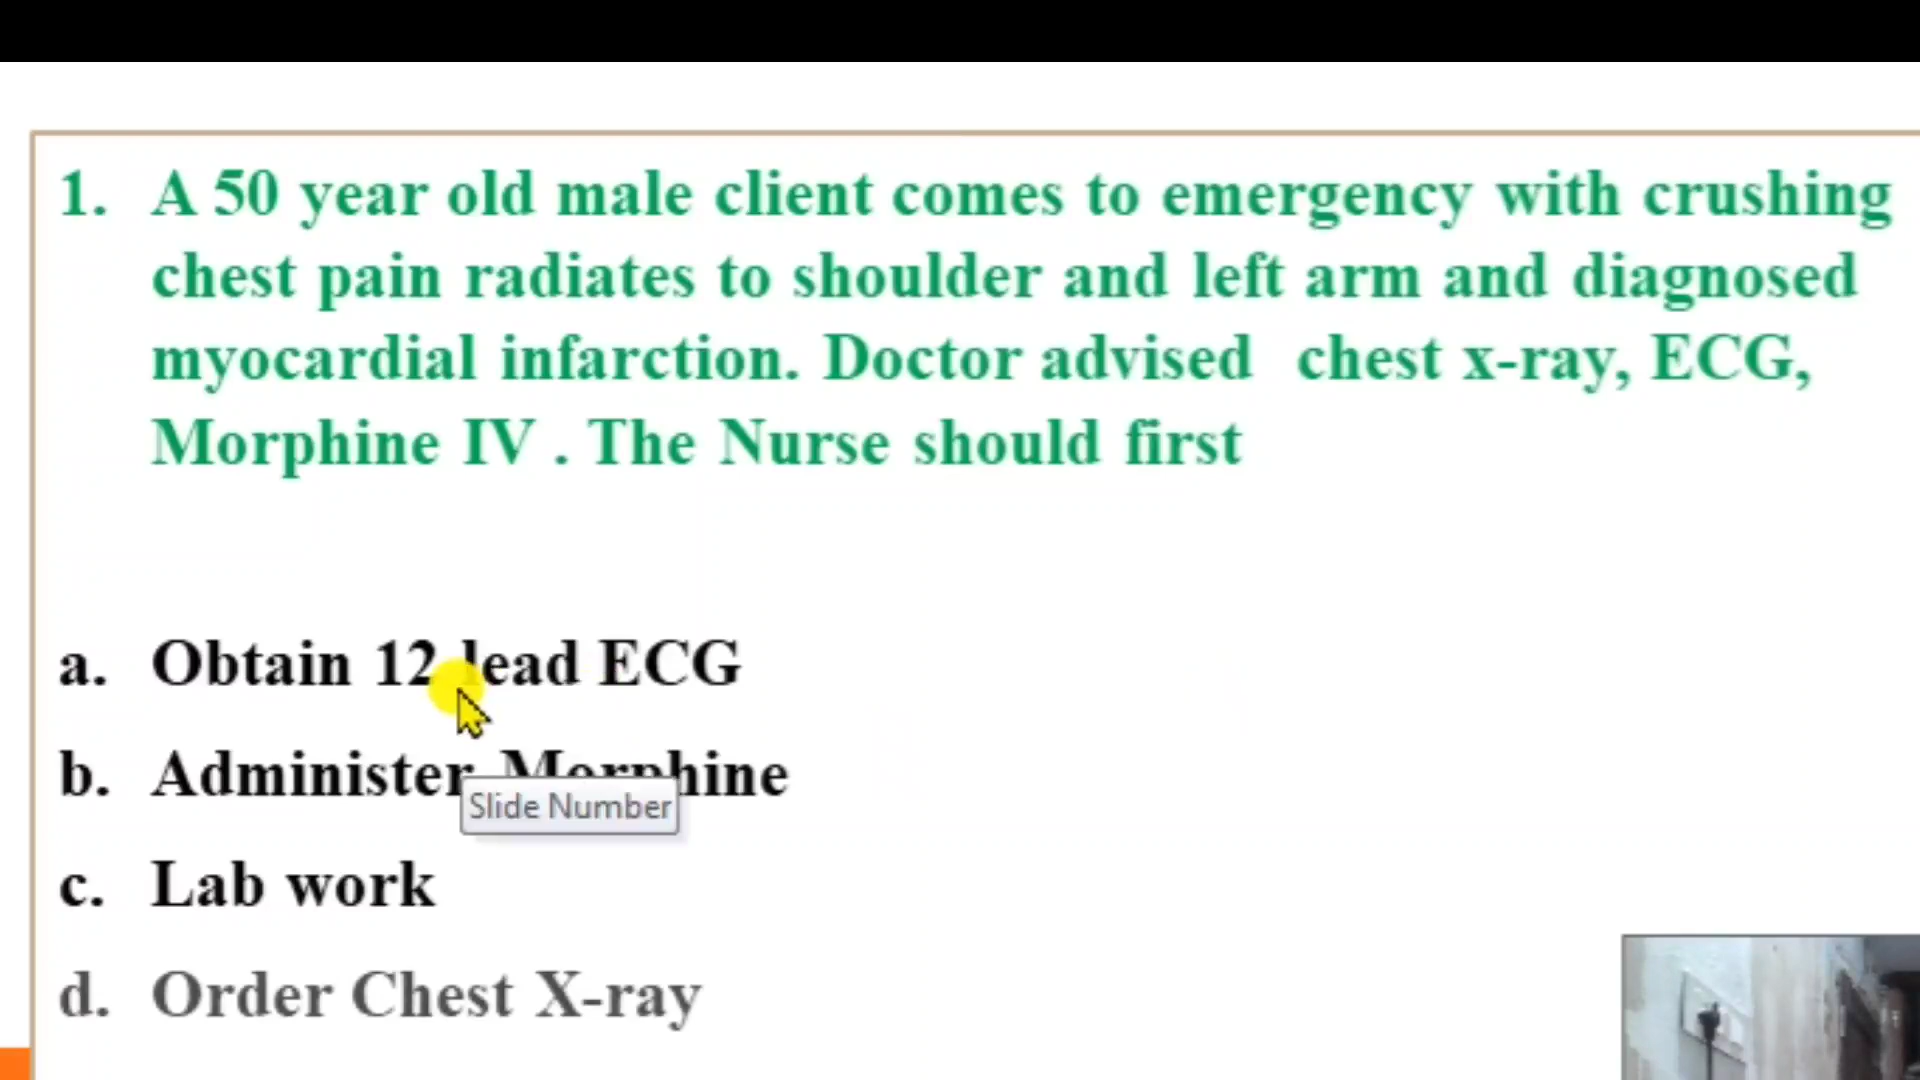 1. A 50 year old male client comes to emergency with crushing
chest pain radiates to shoulder and left arm and diagnosed
myocardial infarction. Doctor advised chest x-ray, ECG,
Morphine IV . The Nurse should first
a. Obtain 12 lead ECG
b. Administer Morphine
Slide Number
c. Lab work
d. Order Chest X-ray